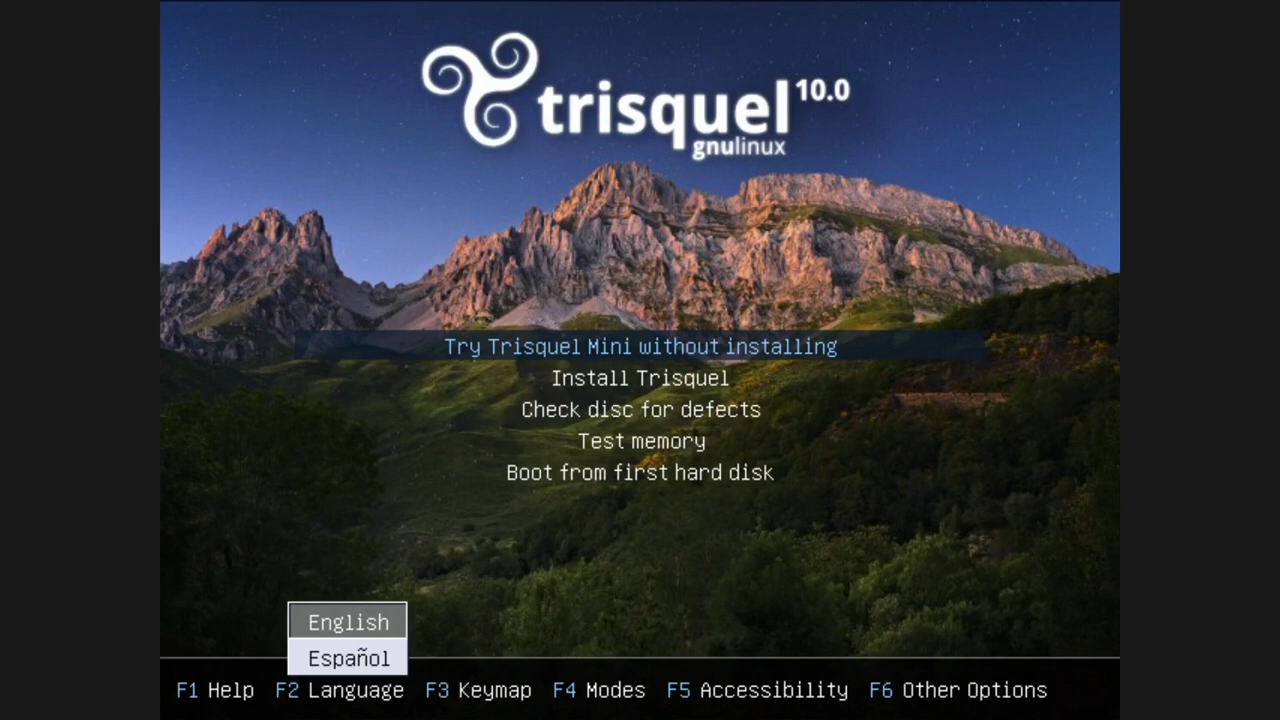 trisquel 10.0
gnulinux
Try Trisquel Mini without installing
Install Trisquel
Check disc for defects
Test memory
Boot from first hard disk
English
Español
F1 Help F2 Language F3 Keymap F4 Modes F5 Accessibility F6 Other Options